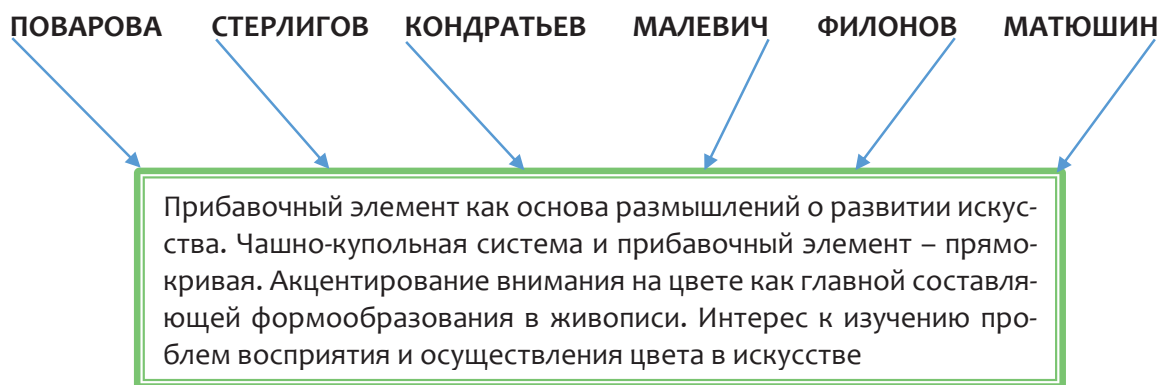 ПОВАРОВА СТЕРЛИГОВ КОНДРАТЬЕВ МАЛЕВИЧ ФИЛОНОВ МАТЮШИН
Прибавочный элемент как основа размышлений о развитии искус-
ства. Чашно-купольная система и прибавочный элемент – прямо-
кривая. Акцентирование внимания на цвете как главной составля-
ющей формообразования в живописи. Интерес к изучению про-
блем восприятия и осуществления цвета в искусстве